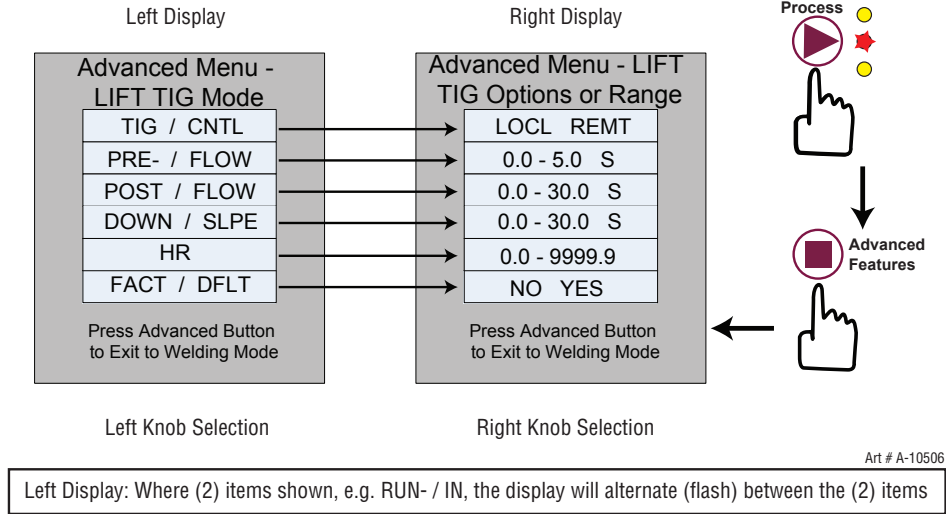 Left Display
Right Display
Process
Advanced Menu -
LIFT TIG Mode
TIG / CNTL
PRE- / FLOW
POST / FLOW
DOWN / SLPE
HR
FACT / DFLT
Press Advanced Button
to Exit to Welding Mode
Advanced Menu - LIFT
TIG Options or Range
LOCL REMT
0.0 - 5.0 S
0.0 - 30.0 S
0.0 - 30.0 S
0.0 - 9999.9
NO YES
Press Advanced Button
to Exit to Welding Mode
Advanced
Features
Left Knob Selection
Right Knob Selection
Art # A-10506
Left Display: Where (2) items shown, e.g. RUN- / IN, the display will alternate (flash) between the (2) items